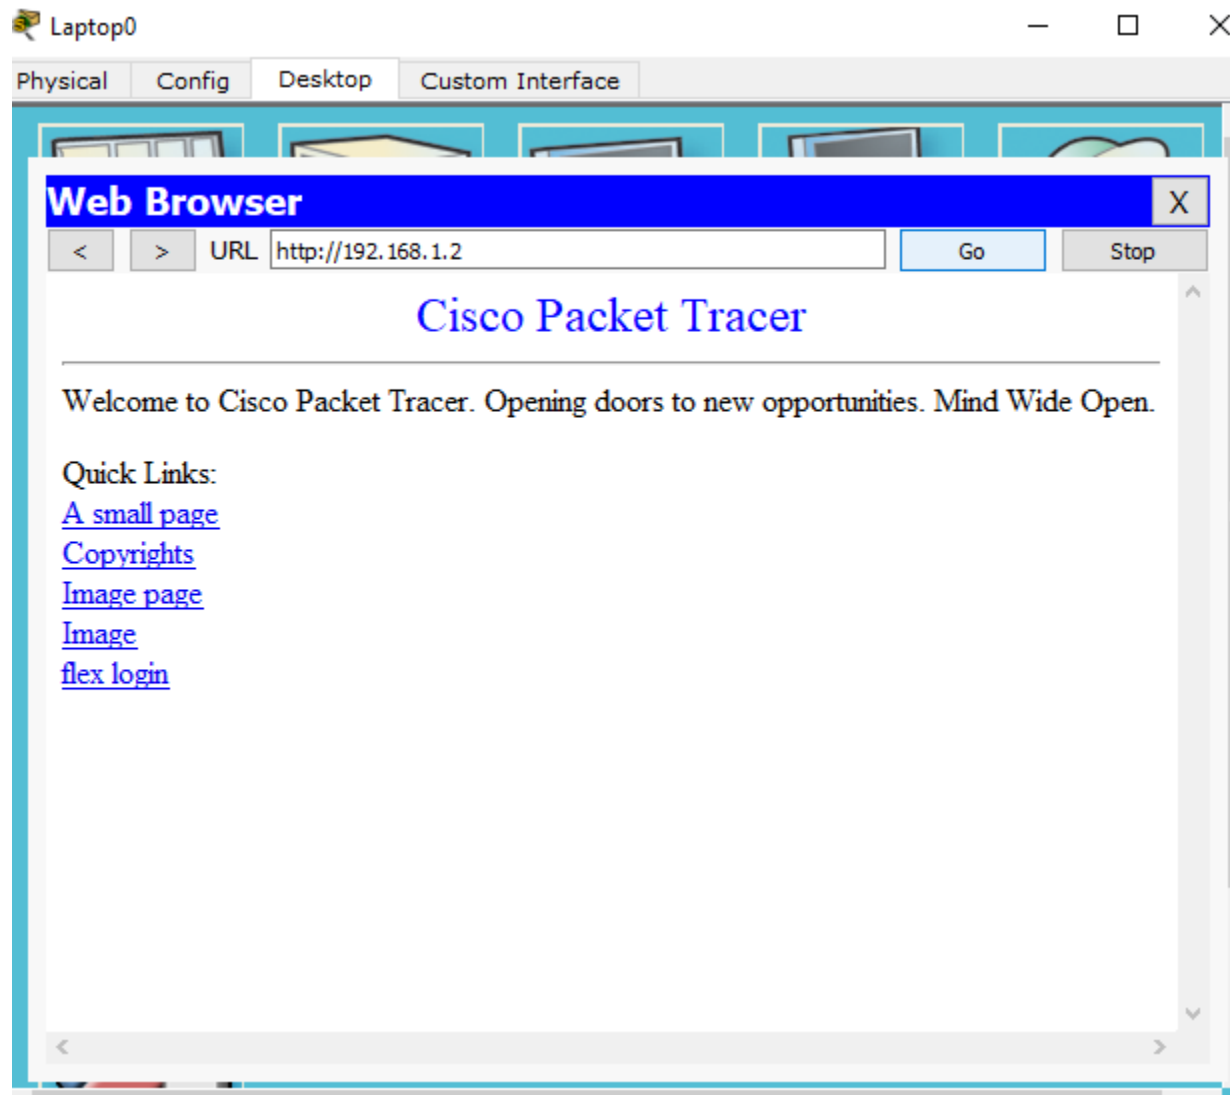 Laptop0
Physical Config Desktop Custom Interface
Web Browser X
< > URL http://192.168.1.2 Go Stop
Cisco Packet Tracer
Welcome to Cisco Packet Tracer. Opening doors to new opportunities. Mind Wide Open.
Quick Links:
A small page
Copyrights
Image page
Image
flex login